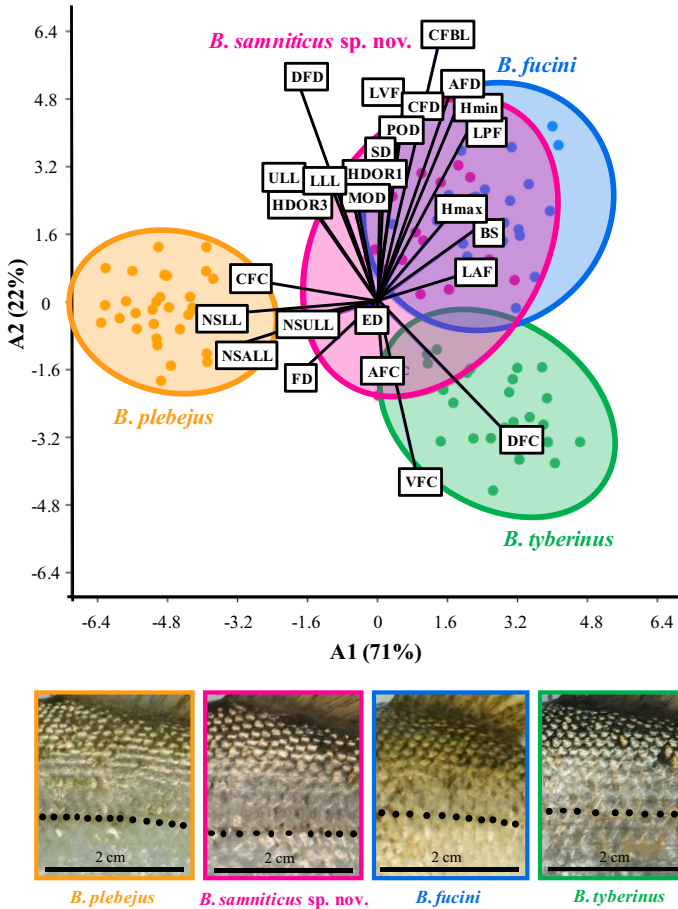 6.4
B. samniticus sp. nov.
CFBL
B. fucini
DFD
AFD
LVF
4.8
CFD
Hmin
POD
LPF
SD
3.2
ULL
LLL
HDOR1
HDOR3
MOD
Hmax
1.6
BS
CFC
LAF
A2 (22%)
0
NSLL
NSULL
ED
NSALL
-1.6
FD
AFC
B. plebejus
-3.2
DFC
VFC
-4.8
B. tyberinus
-6.4
-6.4 -4.8 -3.2 -1.6 0 1.6 3.2 4.8 6.4
A1 (71%)
2 cm 2 cm 2 cm 2 cm
B. plebejus B. samniticus sp. nov. B. fucini B. tyberinus